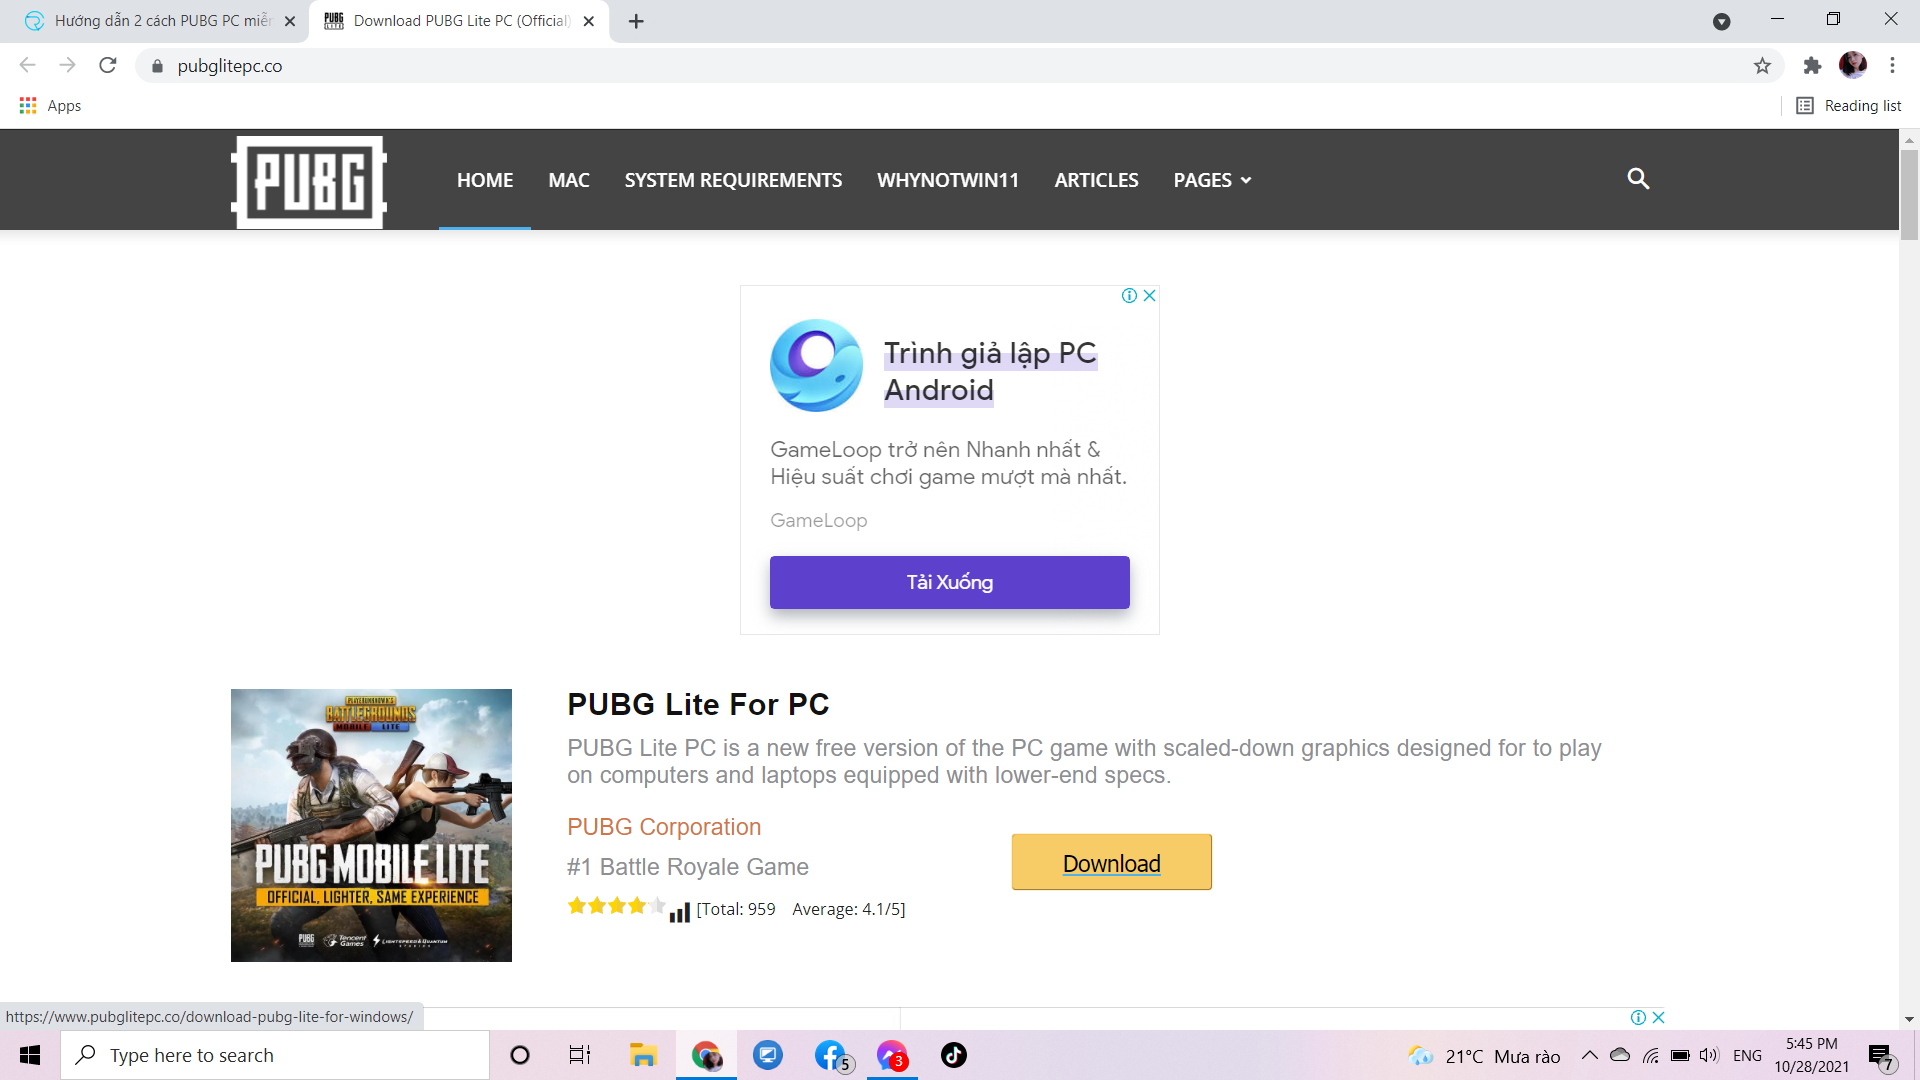 Hướng dẫn 2 cách PUBG PC miễn
Download PUBG Lite PC (Official)
pubglitepc.co
Apps
Reading list
PUBG
HOME
MAC
SYSTEM REQUIREMENTS
WHYNOTWIN11
ARTICLES
PAGES
Trình giả lập PC
Android
GameLoop trở nên Nhanh nhất &
Hiệu suất chơi game mượt mà nhất.
GameLoop
Tải Xuống
PLAYERUNKNOWN'S
BATTLEGROUNDS
MOBILE LITE
PUBG MOBILE LITE
OFFICIAL, LIGHTER, SAME EXPERIENCE
PUBG
Tencent Games
LIGHTSPEED & QUANTUM
STUDIOS
PUBG Lite For PC
PUBG Lite PC is a new free version of the PC game with scaled-down graphics designed for to play
on computers and laptops equipped with lower-end specs.
PUBG Corporation
#1 Battle Royale Game
[Total: 959 Average: 4.1/5]
Download
https://www.pubglitepc.co/download-pubg-lite-for-windows/
Type here to search
5
3
21°C Mưa rào
ENG
5:45 PM
10/28/2021
7